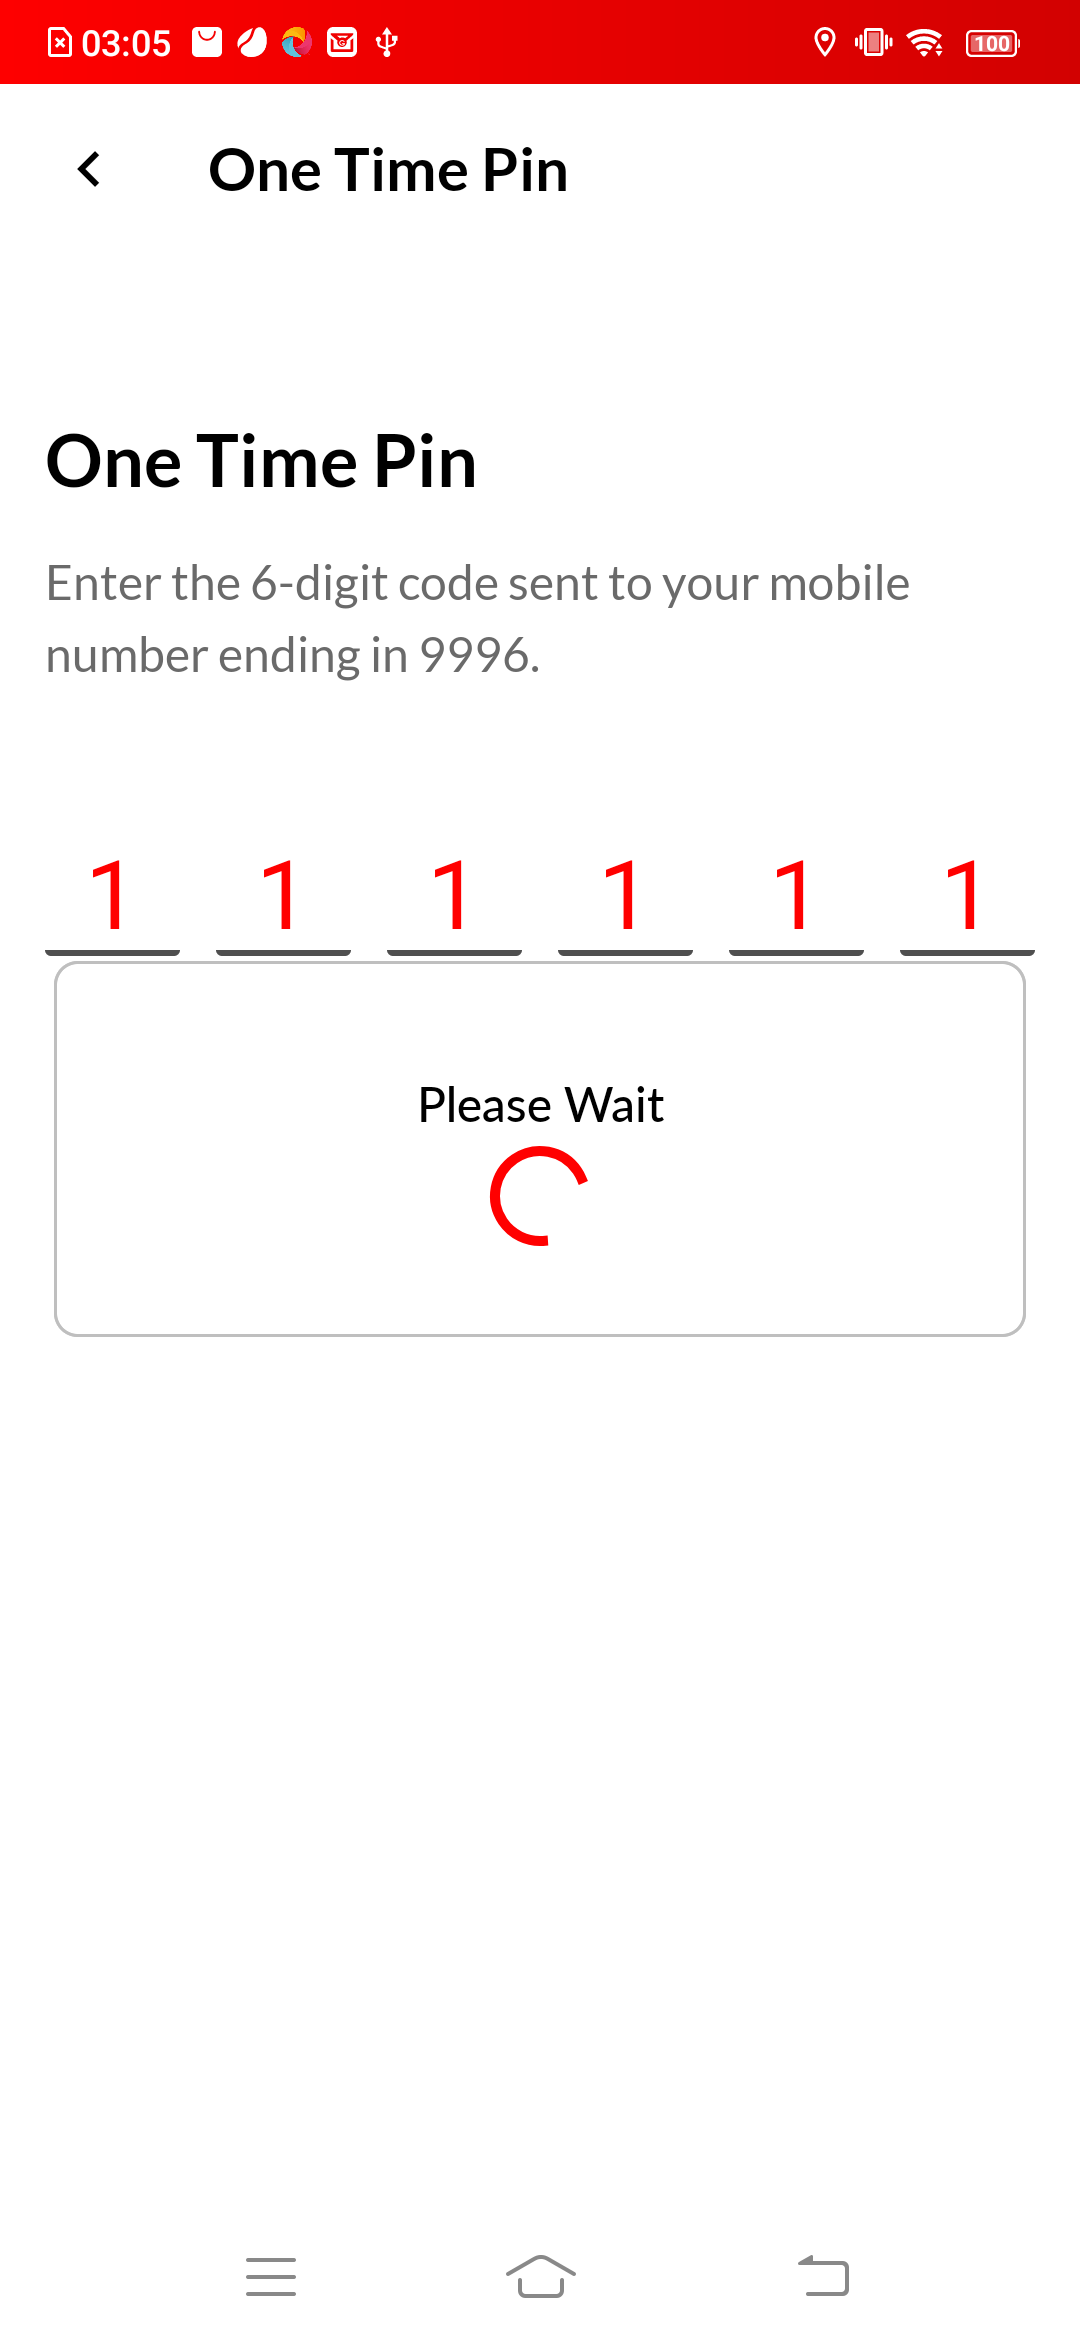 03:05
100
One Time Pin
One Time Pin
Enter the 6-digit code sent to your mobile
number ending in 9996.
1 1 1 1 1 1
Please Wait